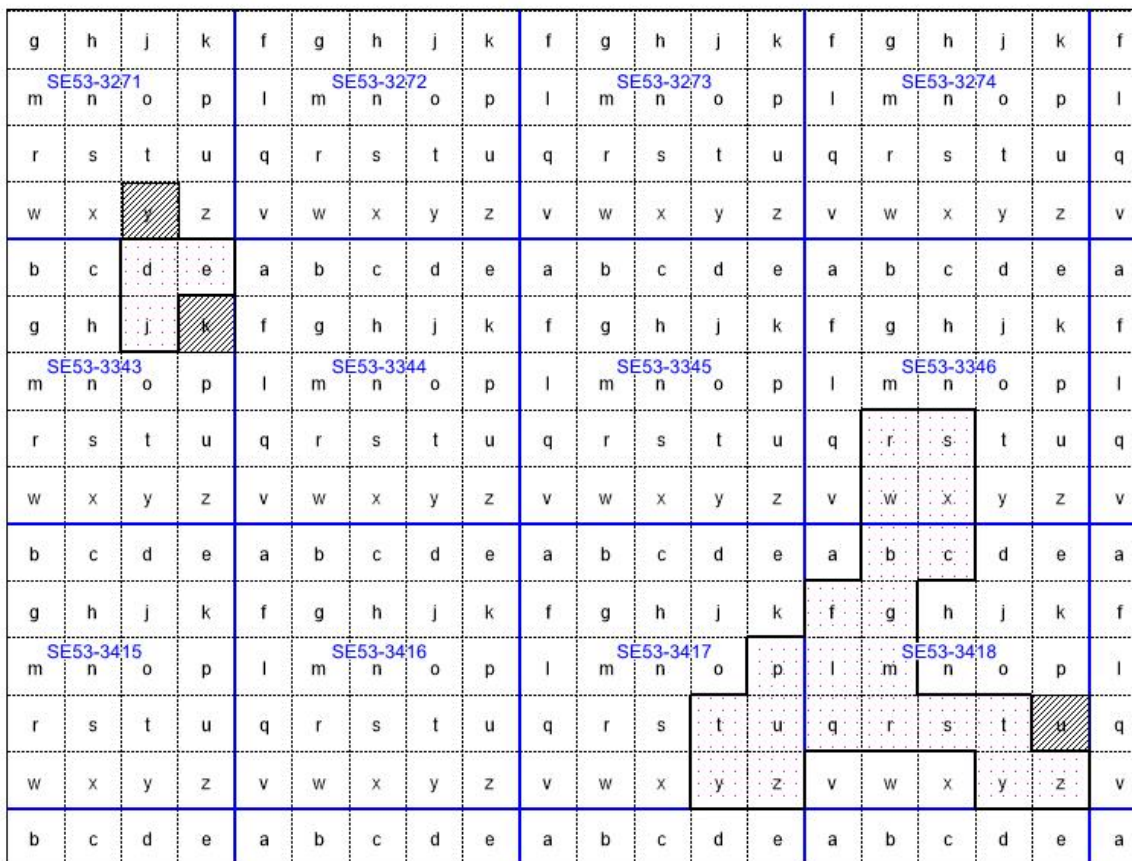 g h j k f g h j k f g h j k f g h j k f
SE53-3271 SE53-3272 SE53-3273 SE53-3274
m n o p l m n o p l m n o p l m n o p l
r s t u q r s t u q r s t u q r s t u q
w x y z v w x y z v w x y z v w x y z v
b c d e a b c d e a b c d e a b c d e a
g h j k f g h j k f g h j k f g h j k f
SE53-3343 SE53-3344 SE53-3345 SE53-3346
m n o p l m n o p l m n o p l m n o p l
r s t u q r s t u q r s t u q r s t u q
w x y z v w x y z v w x y z v w x y z v
b c d e a b c d e a b c d e a b c d e a
g h j k f g h j k f g h j k f g h j k f
SE53-3415 SE53-3416 SE53-3417 SE53-3418
m n o p l m n o p l m n o p l m n o p l
r s t u q r s t u q r s t u q r s t u q
w x y z v w x y z v w x y z v w x y z v
b c d e a b c d e a b c d e a b c d e a